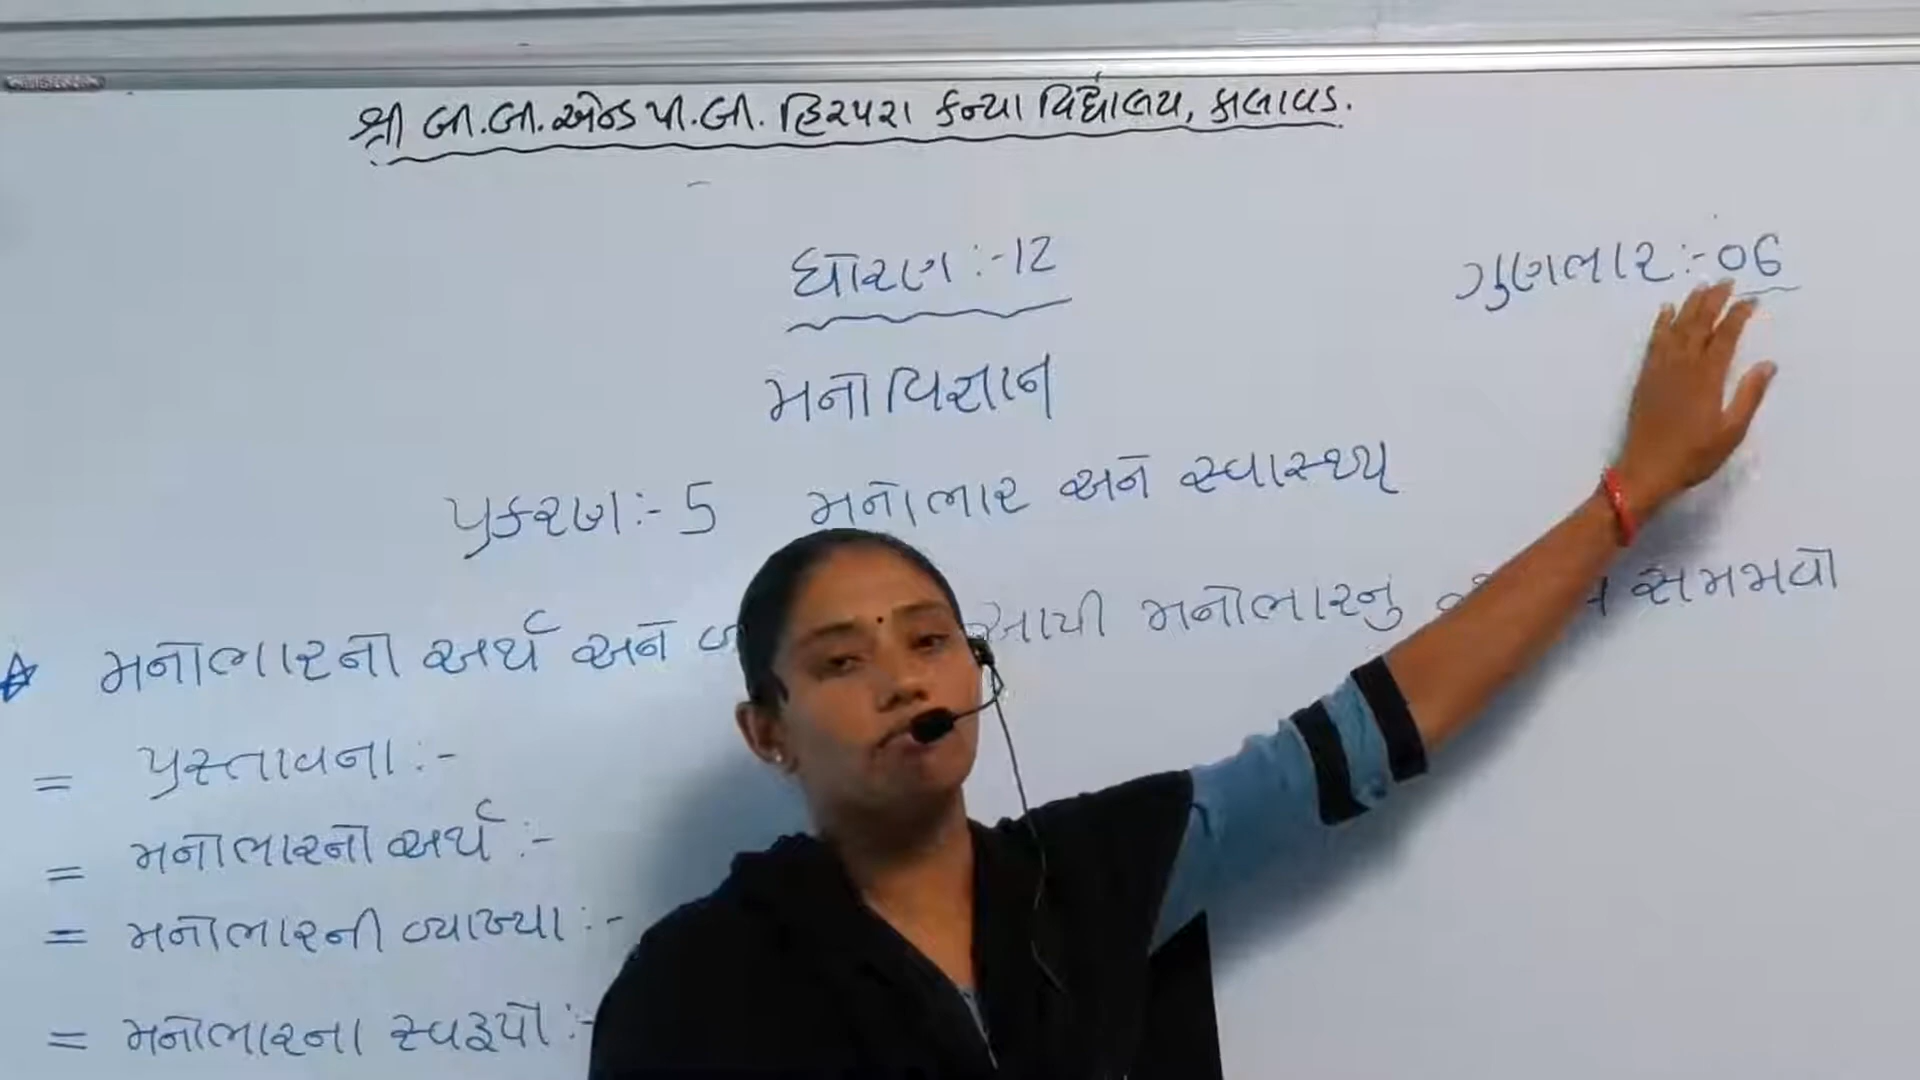 શ્રી બી.બી. એન્ડ પી.બી. હિરપરા કન્યા વિદ્યાલય, કાલાવડ.
ધોરણ :- 12
ગુણભાર :- 06
મનોવિજ્ઞાન
પ્રકરણ :- 5 મનોભાર અને સ્વાસ્થ્ય
મનોભારનો અર્થ અને આપી મનોભારનુ સમજાવો
= પ્રસ્તાવના :-
= મનોભારનો અર્થ :-
= મનોભારની વ્યાખ્યા :-
= મનોભારના સ્વરૂપો :-